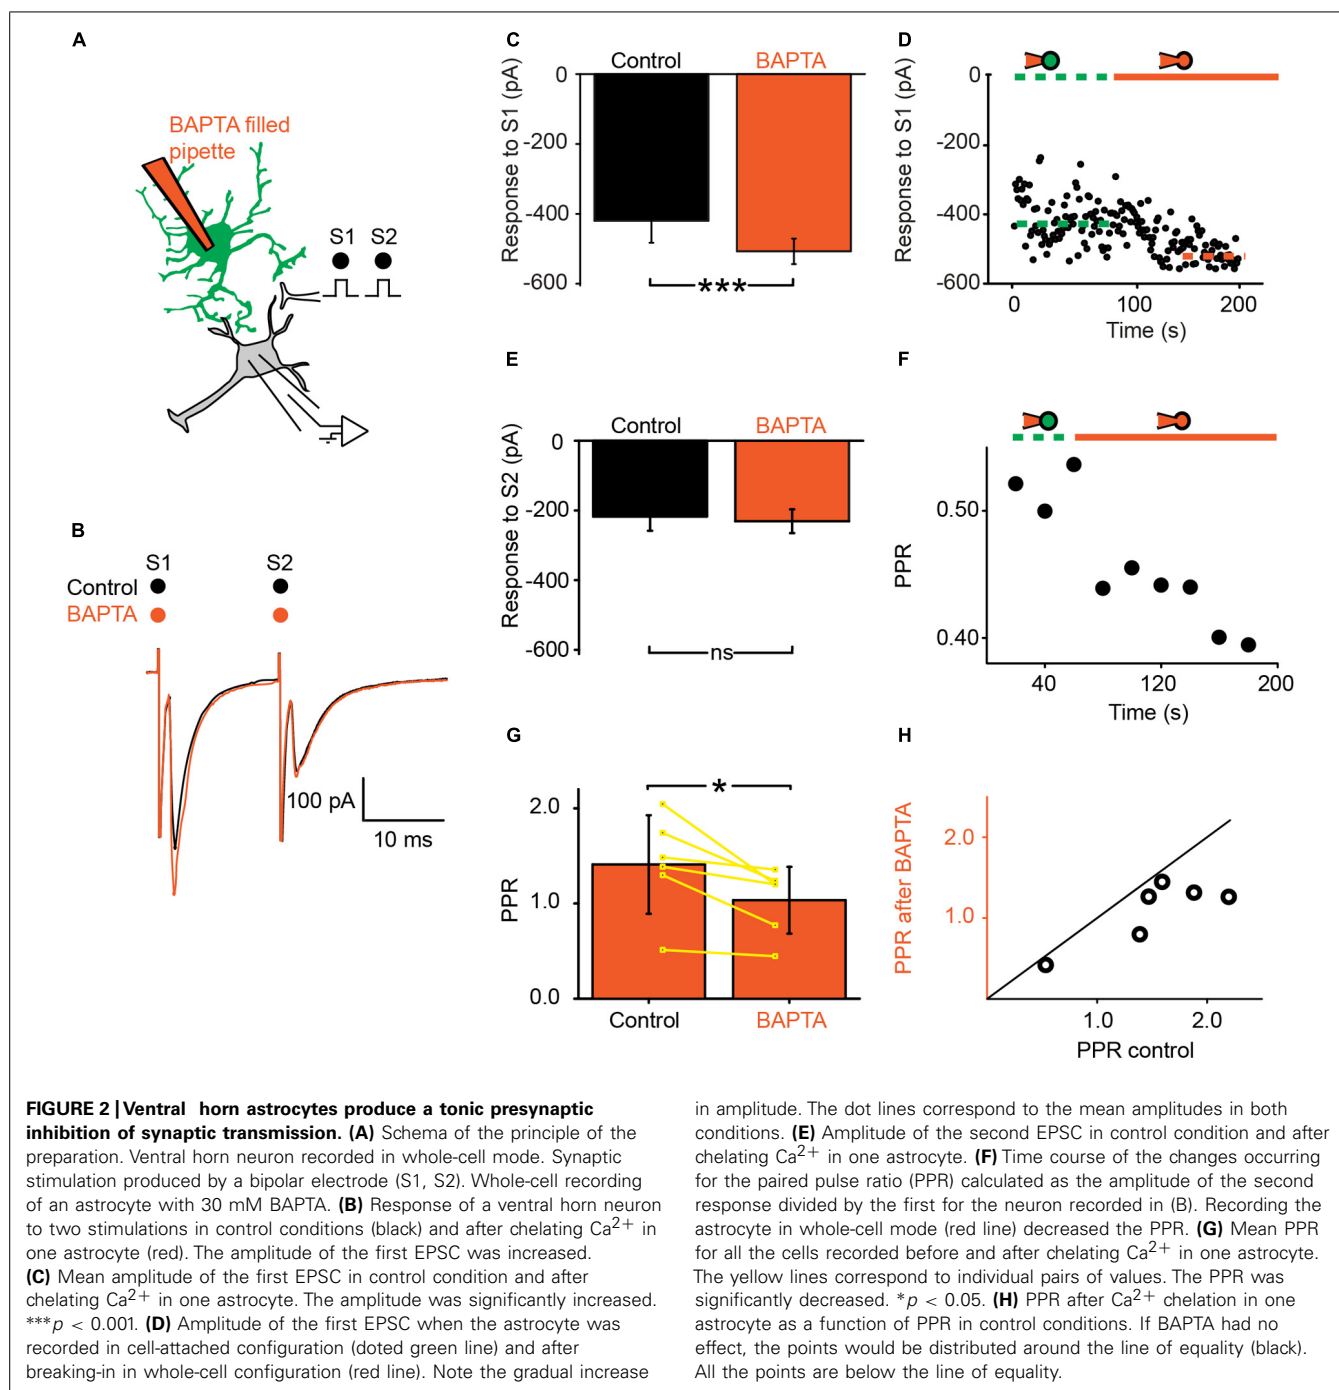 A
BAPTA filled
pipette
S1 S2
B
S1 S2
Control
BAPTA
100 pA
10 ms
C
Control BAPTA
Response to S1 (pA)
0
-200
-400
-600
***
D
Response to S1 (pA)
0
-200
-400
-600
0 100 200
Time (s)
E
Control BAPTA
Response to S2 (pA)
0
-200
-400
-600
ns
F
PPR
0.50
0.40
40 120 200
Time (s)
G
*
PPR
2.0
1.0
0.0
Control BAPTA
H
PPR after BAPTA
2.0
1.0
1.0 2.0
PPR control
FIGURE 2 | Ventral horn astrocytes produce a tonic presynaptic
inhibition of synaptic transmission. (A) Schema of the principle of the
preparation. Ventral horn neuron recorded in whole-cell mode. Synaptic
stimulation produced by a bipolar electrode (S1, S2). Whole-cell recording
of an astrocyte with 30 mM BAPTA. (B) Response of a ventral horn neuron
to two stimulations in control conditions (black) and after chelating Ca2+ in
one astrocyte (red). The amplitude of the first EPSC was increased.
(C) Mean amplitude of the first EPSC in control condition and after
chelating Ca2+ in one astrocyte. The amplitude was significantly increased.
***p < 0.001. (D) Amplitude of the first EPSC when the astrocyte was
recorded in cell-attached configuration (doted green line) and after
breaking-in in whole-cell configuration (red line). Note the gradual increase
in amplitude. The dot lines correspond to the mean amplitudes in both
conditions. (E) Amplitude of the second EPSC in control condition and after
chelating Ca2+ in one astrocyte. (F) Time course of the changes occurring
for the paired pulse ratio (PPR) calculated as the amplitude of the second
response divided by the first for the neuron recorded in (B). Recording the
astrocyte in whole-cell mode (red line) decreased the PPR. (G) Mean PPR
for all the cells recorded before and after chelating Ca2+ in one astrocyte.
The yellow lines correspond to individual pairs of values. The PPR was
significantly decreased. *p < 0.05. (H) PPR after Ca2+ chelation in one
astrocyte as a function of PPR in control conditions. If BAPTA had no
effect, the points would be distributed around the line of equality (black).
All the points are below the line of equality.